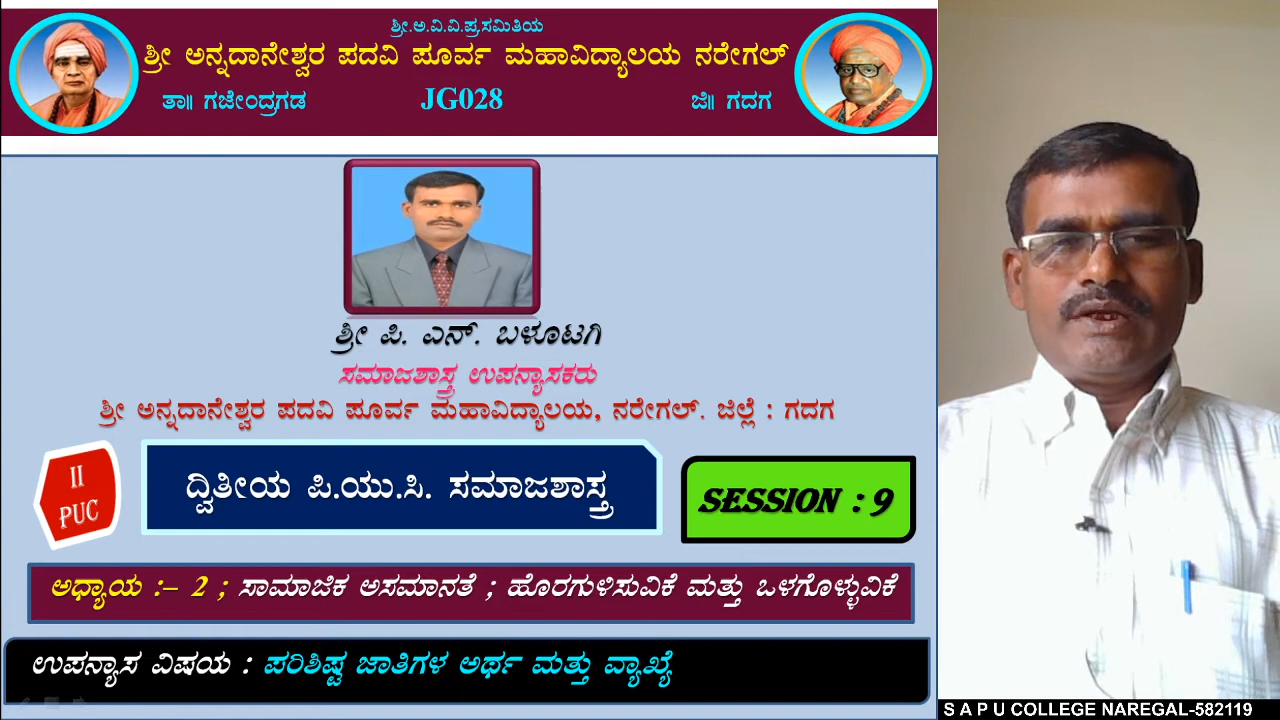 ಶ್ರೀ.ಅ.ವಿ.ವಿ.ಪ್ರ.ಸಮಿತಿಯ
ಶ್ರೀ ಅನ್ನದಾನೇಶ್ವರ ಪದವಿ ಪೂರ್ವ ಮಹಾವಿದ್ಯಾಲಯ ನರೇಗಲ್
ತಾ॥ ಗಜೇಂದ್ರಗಡ JG028 ಜಿ॥ ಗದಗ
ಶ್ರೀ ಪಿ. ಎನ್. ಬಳೂಟಗಿ
ಸಮಾಜಶಾಸ್ತ್ರ ಉಪನ್ಯಾಸಕರು
ಶ್ರೀ ಅನ್ನದಾನೇಶ್ವರ ಪದವಿ ಪೂರ್ವ ಮಹಾವಿದ್ಯಾಲಯ, ನರೇಗಲ್. ಜಿಲ್ಲೆ : ಗದಗ
II
PUC
ದ್ವಿತೀಯ ಪಿ.ಯು.ಸಿ. ಸಮಾಜಶಾಸ್ತ್ರ
SESSION : 9
ಅಧ್ಯಾಯ :– 2 ; ಸಾಮಾಜಿಕ ಅಸಮಾನತೆ ; ಹೊರಗುಳಿಸುವಿಕೆ ಮತ್ತು ಒಳಗೊಳ್ಳುವಿಕೆ
ಉಪನ್ಯಾಸ ವಿಷಯ : ಪರಿಶಿಷ್ಟ ಜಾತಿಗಳ ಅರ್ಥ ಮತ್ತು ವ್ಯಾಖ್ಯೆ
S A P U COLLEGE NAREGAL-582119